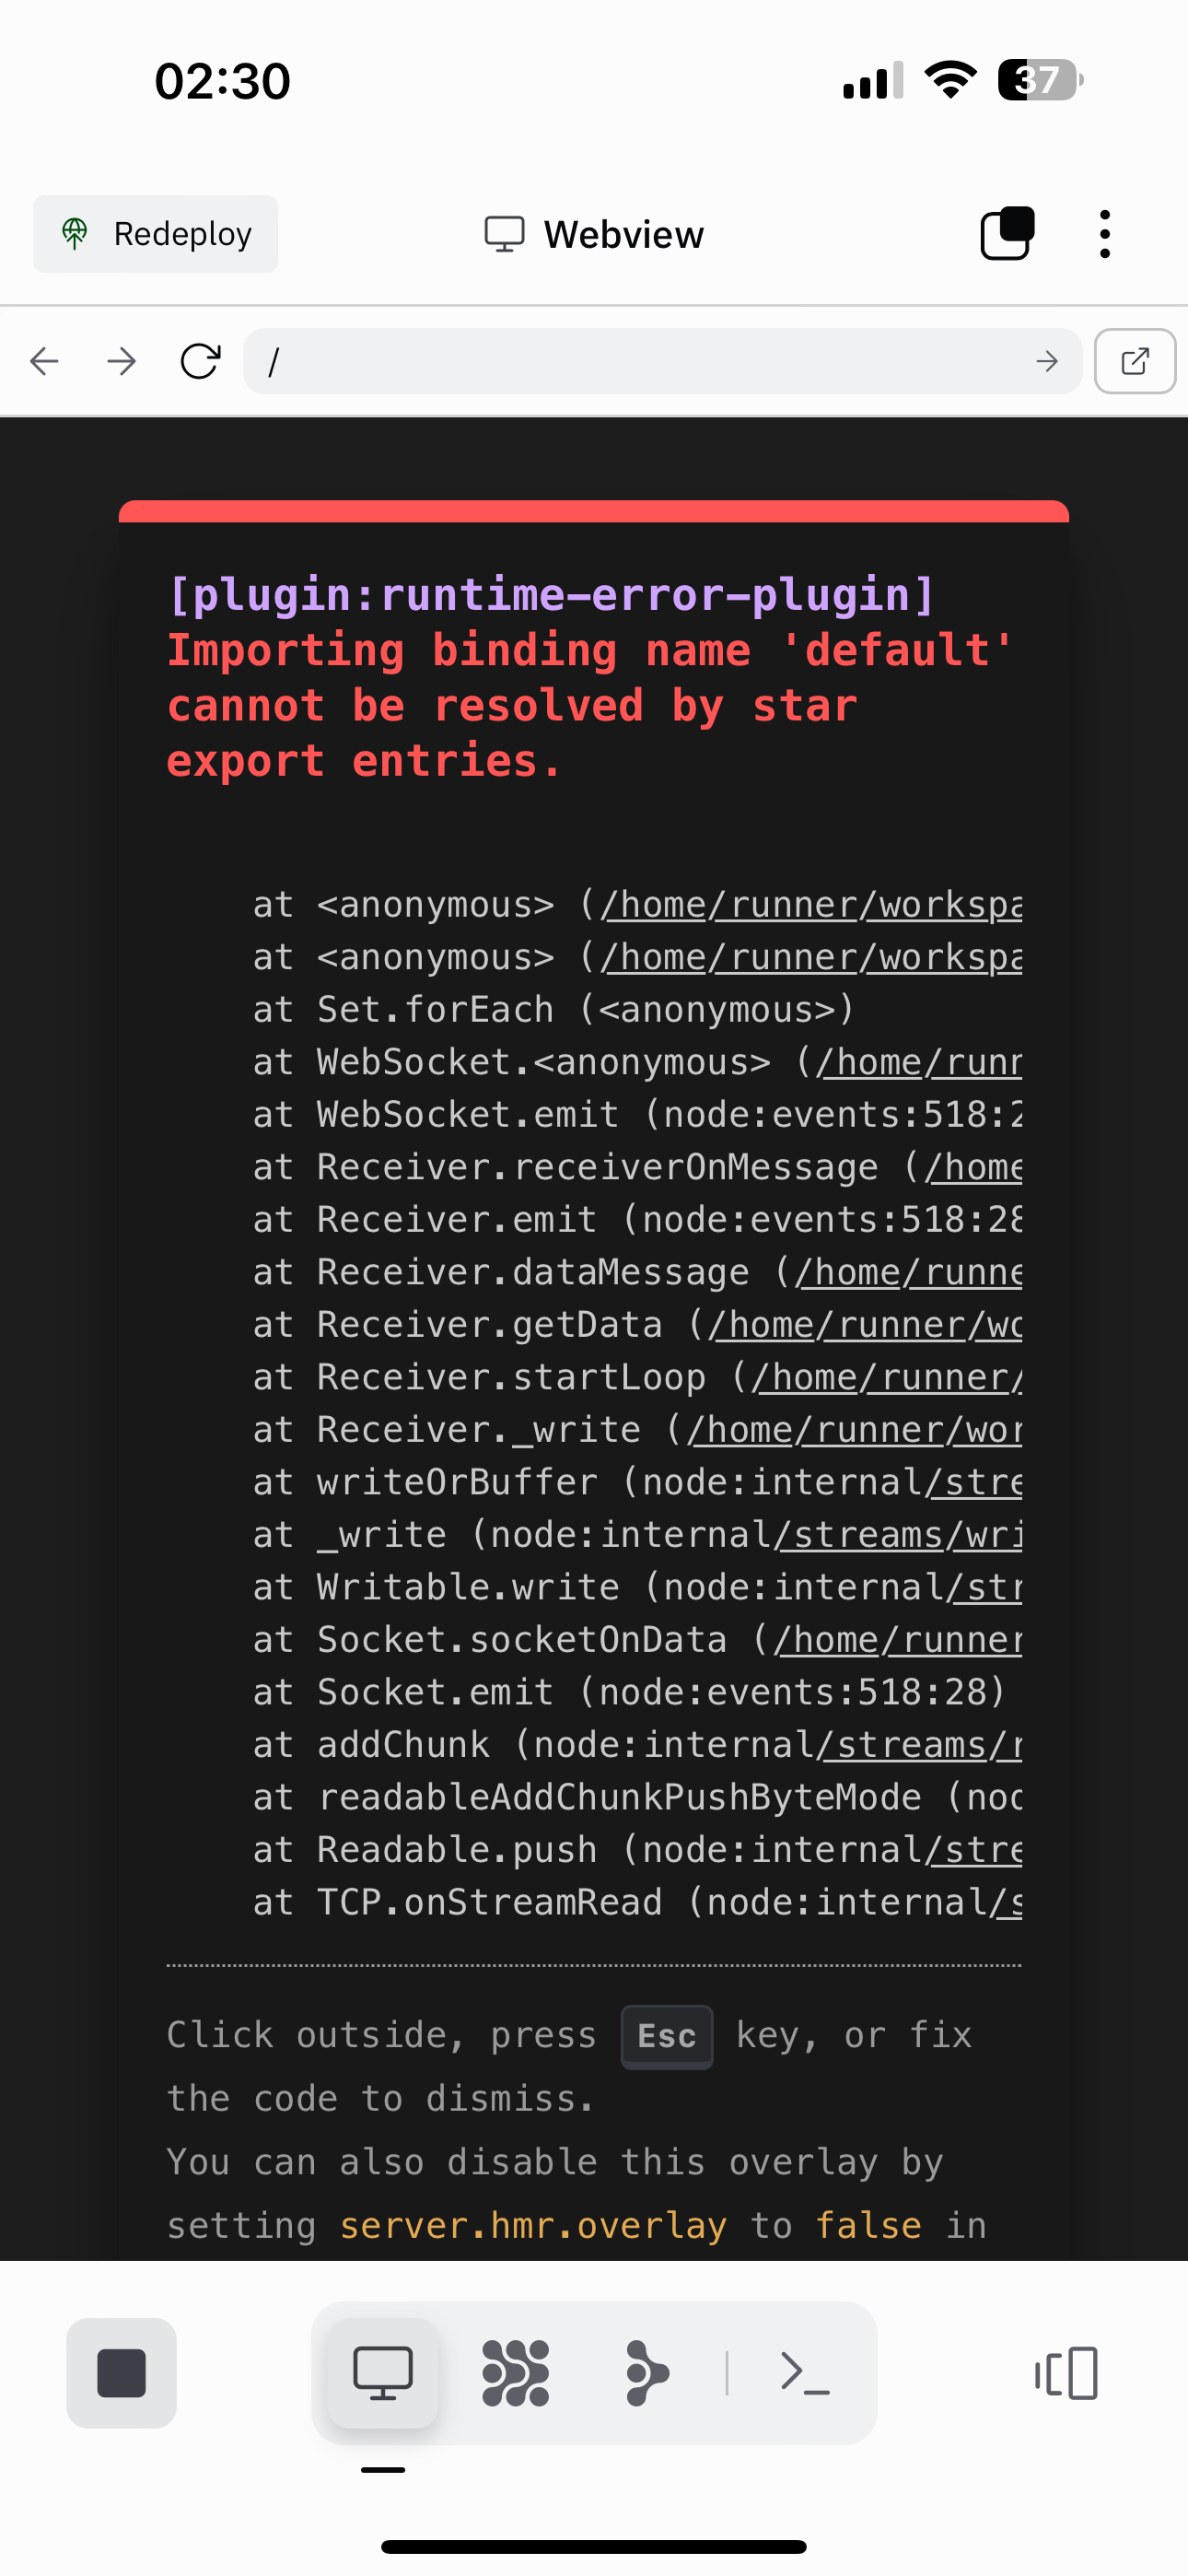 02:30
37
Redeploy
Webview
/
[plugin:runtime-error-plugin]
Importing binding name 'default'
cannot be resolved by star
export entries.
at <anonymous> (/home/runner/workspa
at <anonymous> (/home/runner/workspa
at Set.forEach (<anonymous>)
at WebSocket.<anonymous> (/home/runn
at WebSocket.emit (node:events:518:2
at Receiver.receiverOnMessage (/home
at Receiver.emit (node:events:518:28
at Receiver.dataMessage (/home/runne
at Receiver.getData (/home/runner/wo
at Receiver.startLoop (/home/runner/
at Receiver._write (/home/runner/wor
at writeOrBuffer (node:internal/stre
at _write (node:internal/streams/wri
at Writable.write (node:internal/str
at Socket.socketOnData (/home/runner
at Socket.emit (node:events:518:28)
at addChunk (node:internal/streams/r
at readableAddChunkPushByteMode (nod
at Readable.push (node:internal/stre
at TCP.onStreamRead (node:internal/s
Click outside, press Esc key, or fix
the code to dismiss.
You can also disable this overlay by
setting server.hmr.overlay to false in